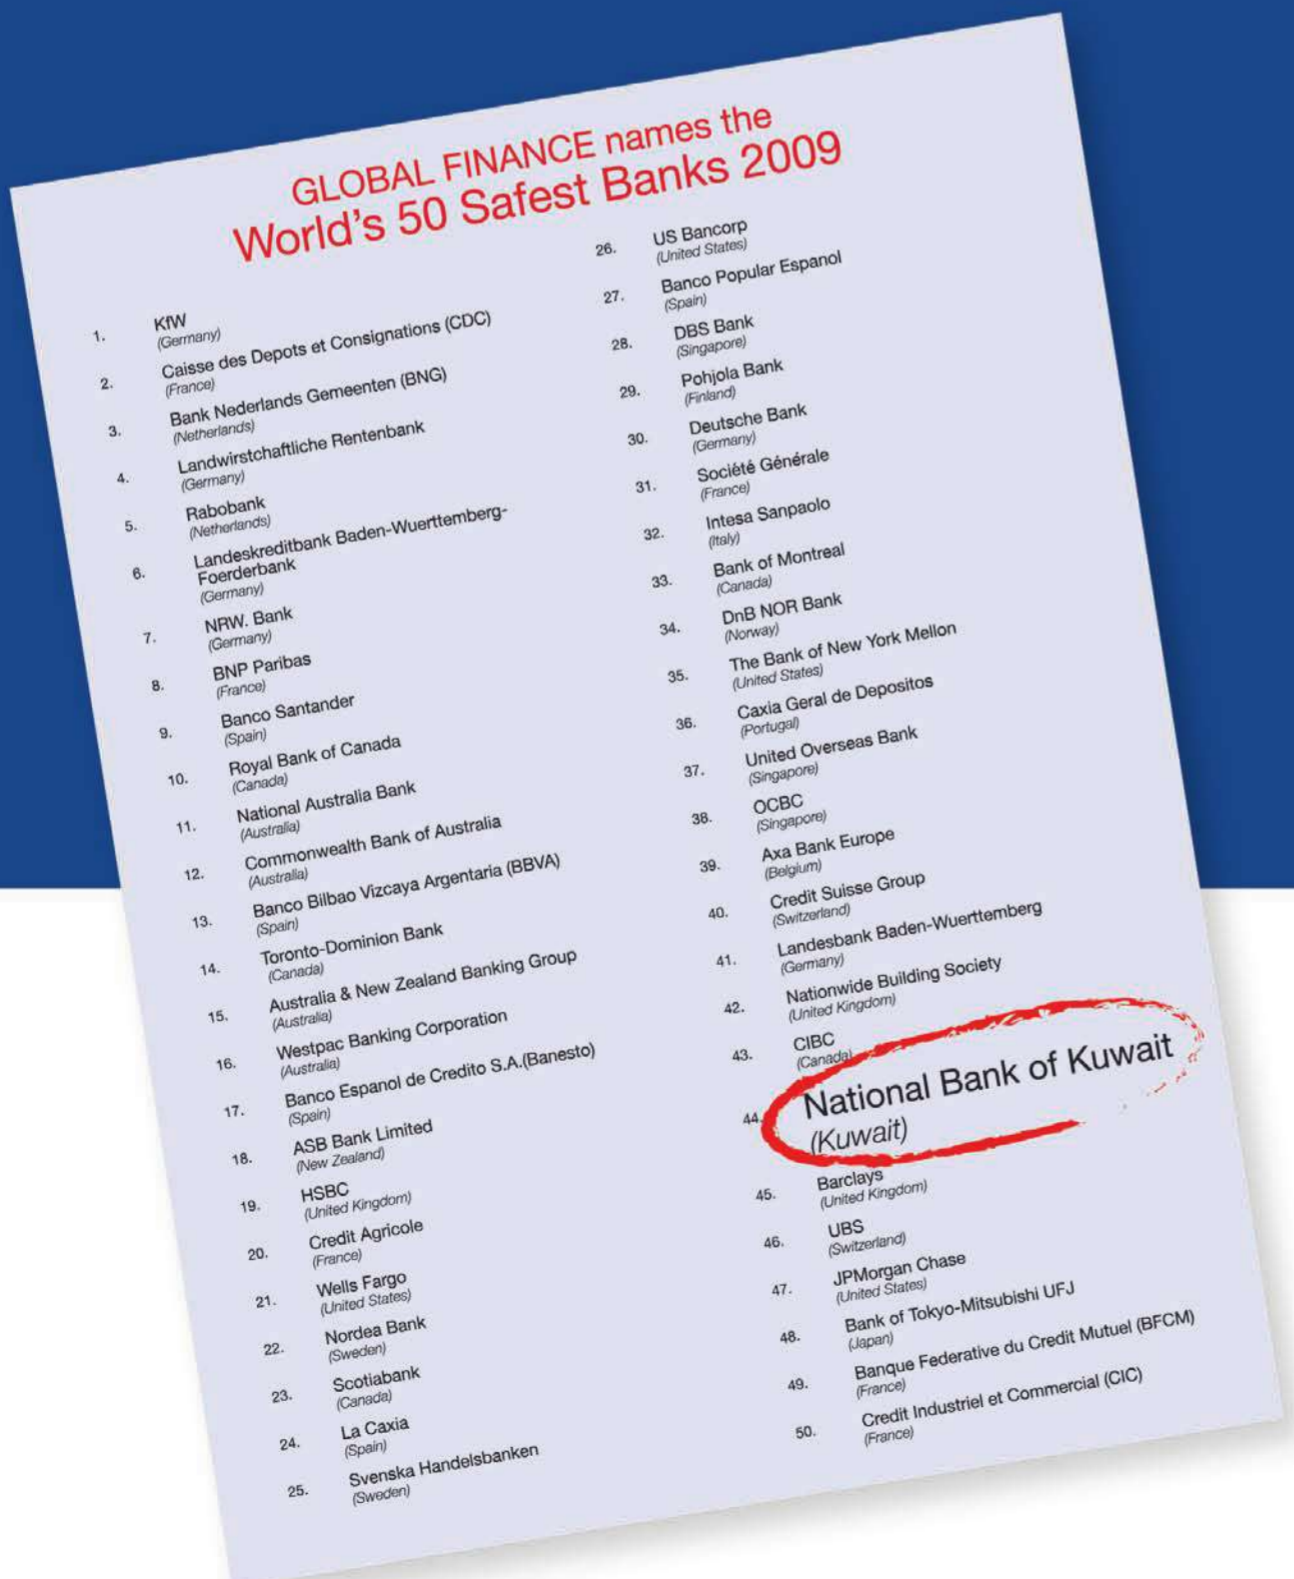 GLOBAL FINANCE names the
World's 50 Safest Banks 2009
1. KfW
(Germany)
2. Caisse des Depots et Consignations (CDC)
(France)
3. Bank Nederlands Gemeenten (BNG)
(Netherlands)
4. Landwirstchaftliche Rentenbank
(Germany)
5. Rabobank
(Netherlands)
6. Landeskreditbank Baden-Wuerttemberg-
Foerderbank
(Germany)
7. NRW. Bank
(Germany)
8. BNP Paribas
(France)
9. Banco Santander
(Spain)
10. Royal Bank of Canada
(Canada)
11. National Australia Bank
(Australia)
12. Commonwealth Bank of Australia
(Australia)
13. Banco Bilbao Vizcaya Argentaria (BBVA)
(Spain)
14. Toronto-Dominion Bank
(Canada)
15. Australia & New Zealand Banking Group
(Australia)
16. Westpac Banking Corporation
(Australia)
17. Banco Espanol de Credito S.A.(Banesto)
(Spain)
18. ASB Bank Limited
(New Zealand)
19. HSBC
(United Kingdom)
20. Credit Agricole
(France)
21. Wells Fargo
(United States)
22. Nordea Bank
(Sweden)
23. Scotiabank
(Canada)
24. La Caxia
(Spain)
25. Svenska Handelsbanken
(Sweden)
26. US Bancorp
(United States)
27. Banco Popular Espanol
(Spain)
28. DBS Bank
(Singapore)
29. Pohjola Bank
(Finland)
30. Deutsche Bank
(Germany)
31. Société Générale
(France)
32. Intesa Sanpaolo
(Italy)
33. Bank of Montreal
(Canada)
34. DnB NOR Bank
(Norway)
35. The Bank of New York Mellon
(United States)
36. Caxia Geral de Depositos
(Portugal)
37. United Overseas Bank
(Singapore)
38. OCBC
(Singapore)
39. Axa Bank Europe
(Belgium)
40. Credit Suisse Group
(Switzerland)
41. Landesbank Baden-Wuerttemberg
(Germany)
42. Nationwide Building Society
(United Kingdom)
43. CIBC
(Canada)
44. National Bank of Kuwait
(Kuwait)
45. Barclays
(United Kingdom)
46. UBS
(Switzerland)
47. JPMorgan Chase
(United States)
48. Bank of Tokyo-Mitsubishi UFJ
(Japan)
49. Banque Federative du Credit Mutuel (BFCM)
(France)
50. Credit Industriel et Commercial (CIC)
(France)